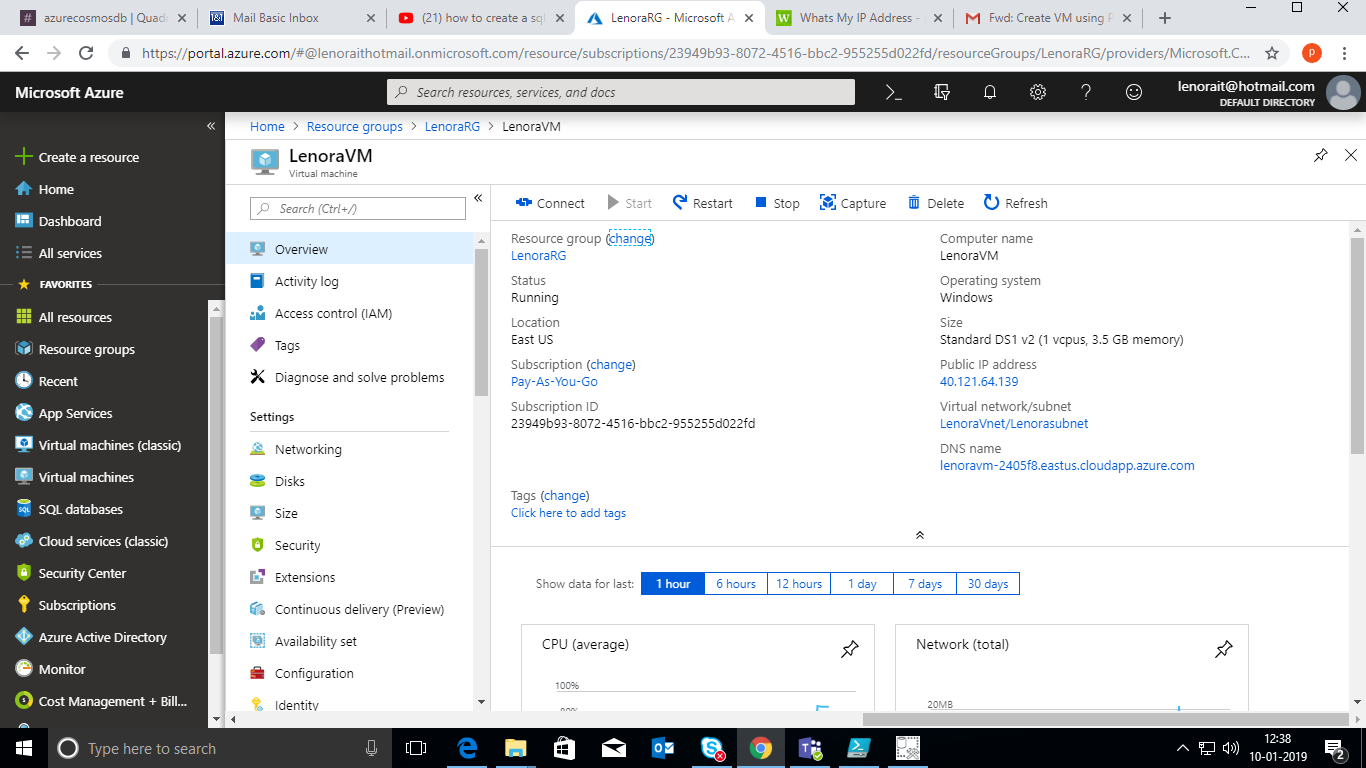 azurecosmosdb | Quad
Mail Basic Inbox
(21) how to create a sql
LenoraRG - Microsoft A
Whats My IP Address -
Fwd: Create VM using P
https://portal.azure.com/#@lenoraithotmail.onmicrosoft.com/resource/subscriptions/23949b93-8072-4516-bbc2-955255d022fd/resourceGroups/LenoraRG/providers/Microsoft.C...
p
Microsoft Azure
Search resources, services, and docs
lenorait@hotmail.com
DEFAULT DIRECTORY
Create a resource
Home
Dashboard
All services
FAVORITES
All resources
Resource groups
Recent
App Services
Virtual machines (classic)
Virtual machines
SQL databases
Cloud services (classic)
Security Center
Subscriptions
Azure Active Directory
Monitor
Cost Management + Bill...
Home > Resource groups > LenoraRG > LenoraVM
LenoraVM
Virtual machine
Search (Ctrl+/)
Overview
Activity log
Access control (IAM)
Tags
Diagnose and solve problems
Settings
Networking
Disks
Size
Security
Extensions
Continuous delivery (Preview)
Availability set
Configuration
Identity
Connect Start Restart Stop Capture Delete Refresh
Resource group (change)
LenoraRG
Status
Running
Location
East US
Subscription (change)
Pay-As-You-Go
Subscription ID
23949b93-8072-4516-bbc2-955255d022fd
Computer name
LenoraVM
Operating system
Windows
Size
Standard DS1 v2 (1 vcpus, 3.5 GB memory)
Public IP address
40.121.64.139
Virtual network/subnet
LenoraVnet/Lenorasubnet
DNS name
lenoravm-2405f8.eastus.cloudapp.azure.com
Tags (change)
Click here to add tags
Show data for last: 1 hour 6 hours 12 hours 1 day 7 days 30 days
CPU (average)
100%
Network (total)
20MB
Type here to search
12:38
10-01-2019
2